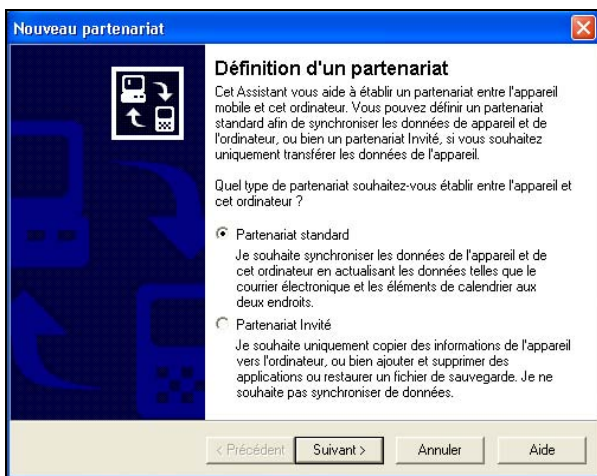 Nouveau partenariat
Définition d'un partenariat
Cet Assistant vous aide à établir un partenariat entre l'appareil
mobile et cet ordinateur. Vous pouvez définir un partenariat
standard afin de synchroniser les données de appareil et de
l'ordinateur, ou bien un partenariat Invité, si vous souhaitez
uniquement transférer les données de l'appareil.
Quel type de partenariat souhaitez-vous établir entre l'appareil et
cet ordinateur ?
Partenariat standard
Je souhaite synchroniser les données de l'appareil et de
cet ordinateur en actualisant les données telles que le
courrier électronique et les éléments de calendrier aux
deux endroits.
Partenariat Invité
Je souhaite uniquement copier des informations de l'appareil
vers l'ordinateur, ou bien ajouter et supprimer des
applications ou restaurer un fichier de sauvegarde. Je ne
souhaite pas synchroniser de données.
< Précédent Suivant > Annuler Aide